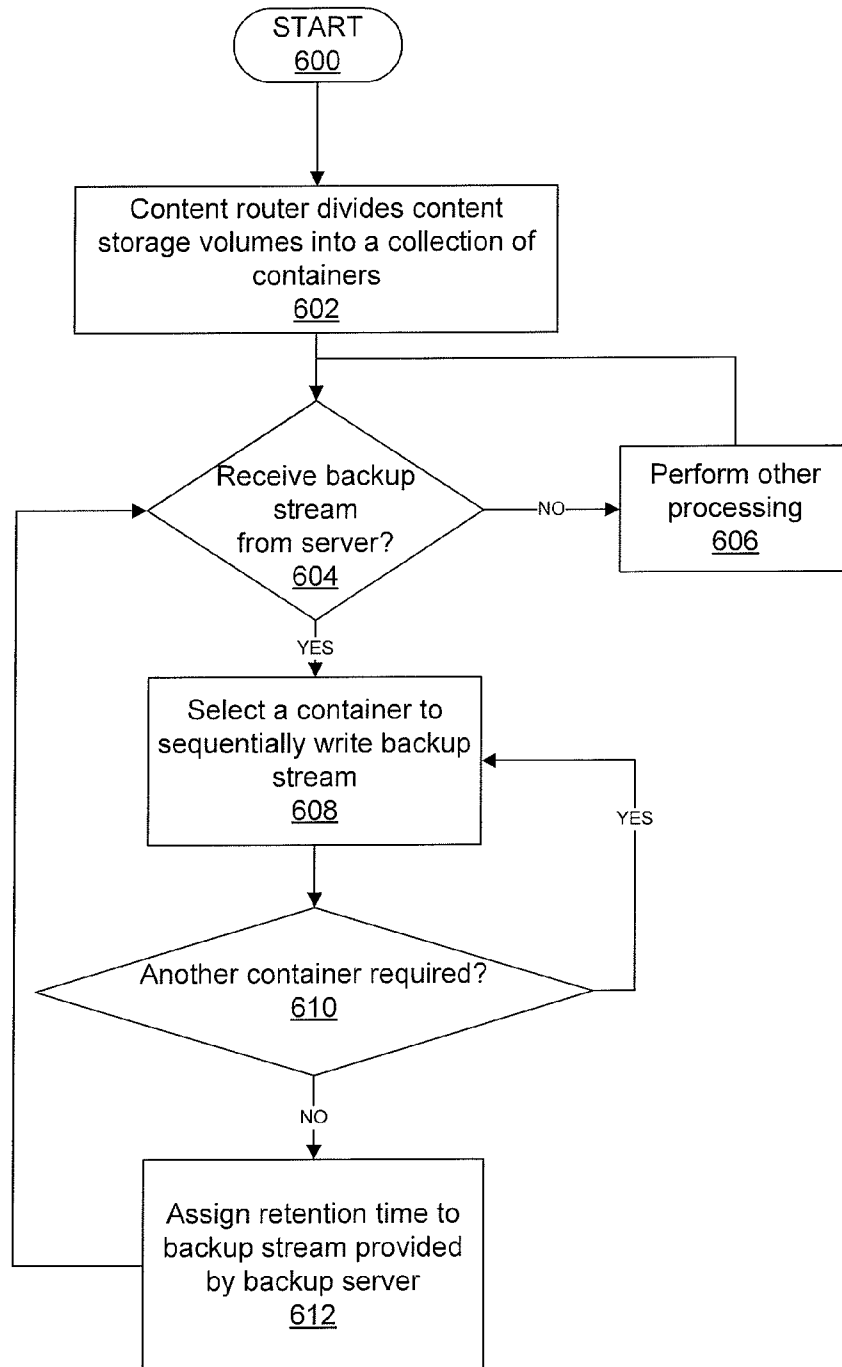 START
600
Content router divides content
storage volumes into a collection of
containers
602
Receive backup
stream
from server?
604
NO
Perform other
processing
606
YES
Select a container to
sequentially write backup
stream
608
YES
Another container required?
610
NO
Assign retention time to
backup stream provided
by backup server
612